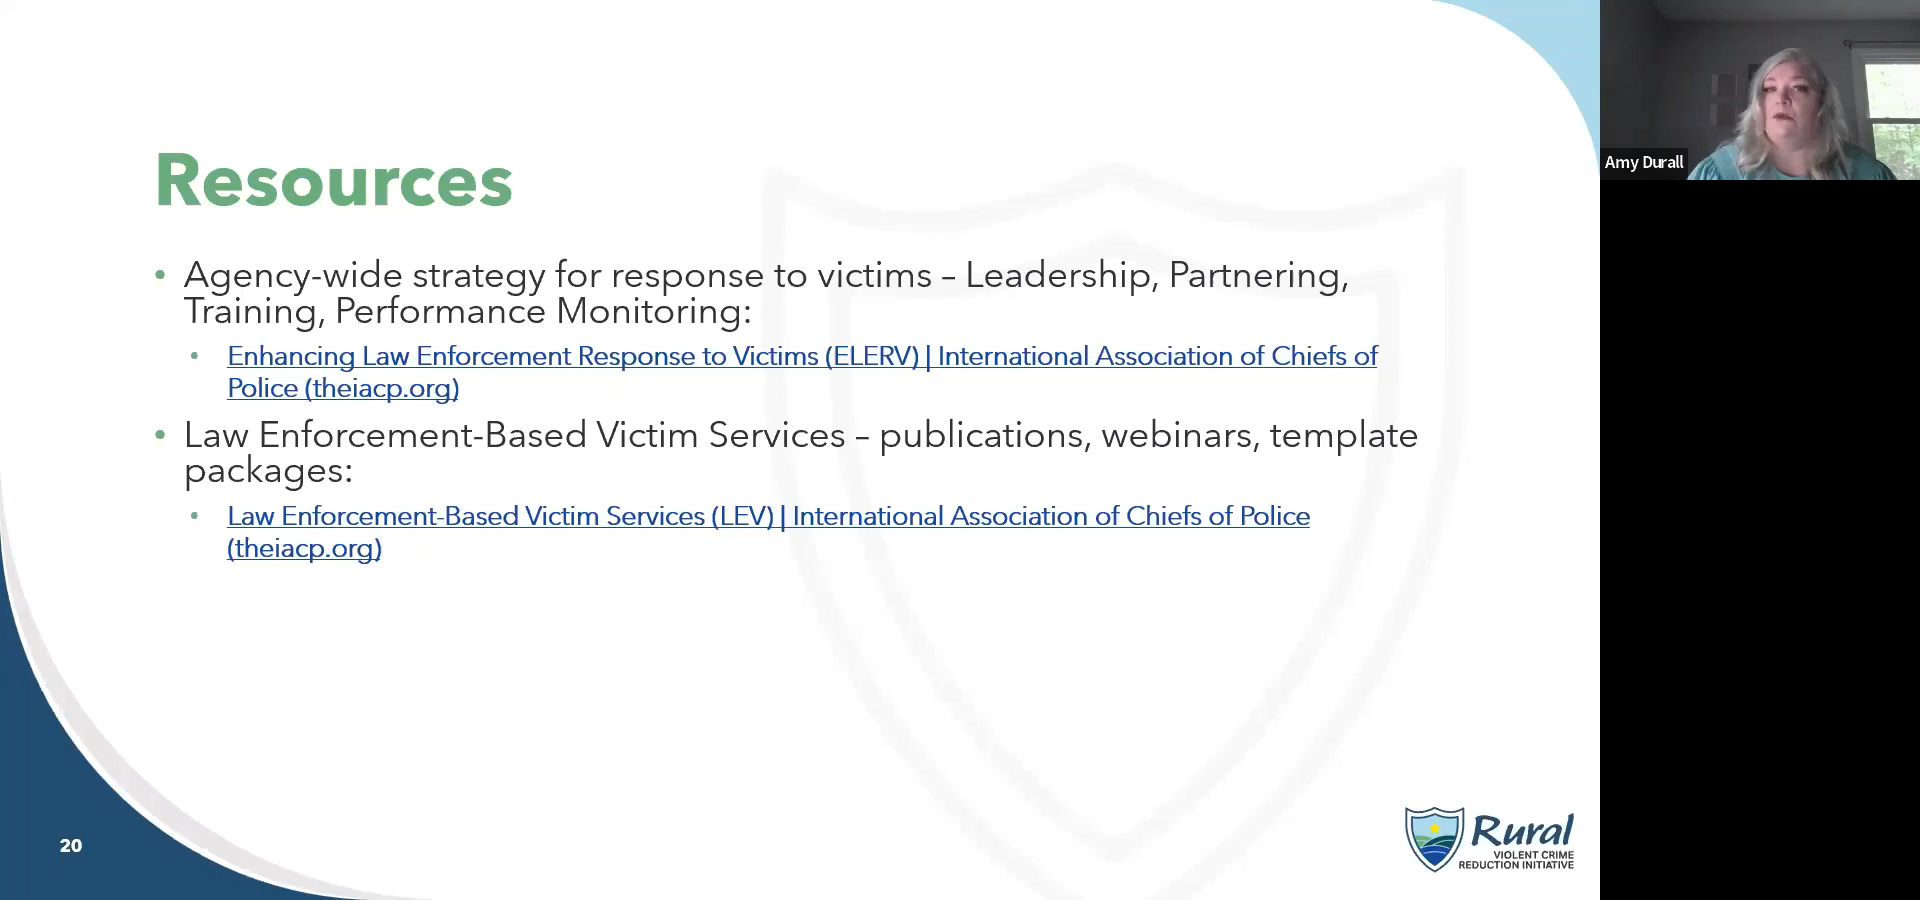 Resources
• Agency-wide strategy for response to victims – Leadership, Partnering,
Training, Performance Monitoring:
• Enhancing Law Enforcement Response to Victims (ELERV) | International Association of Chiefs of
Police (theiacp.org)
• Law Enforcement-Based Victim Services – publications, webinars, template
packages:
• Law Enforcement-Based Victim Services (LEV) | International Association of Chiefs of Police
(theiacp.org)
20
Rural
VIOLENT CRIME
REDUCTION INITIATIVE
Amy Durall